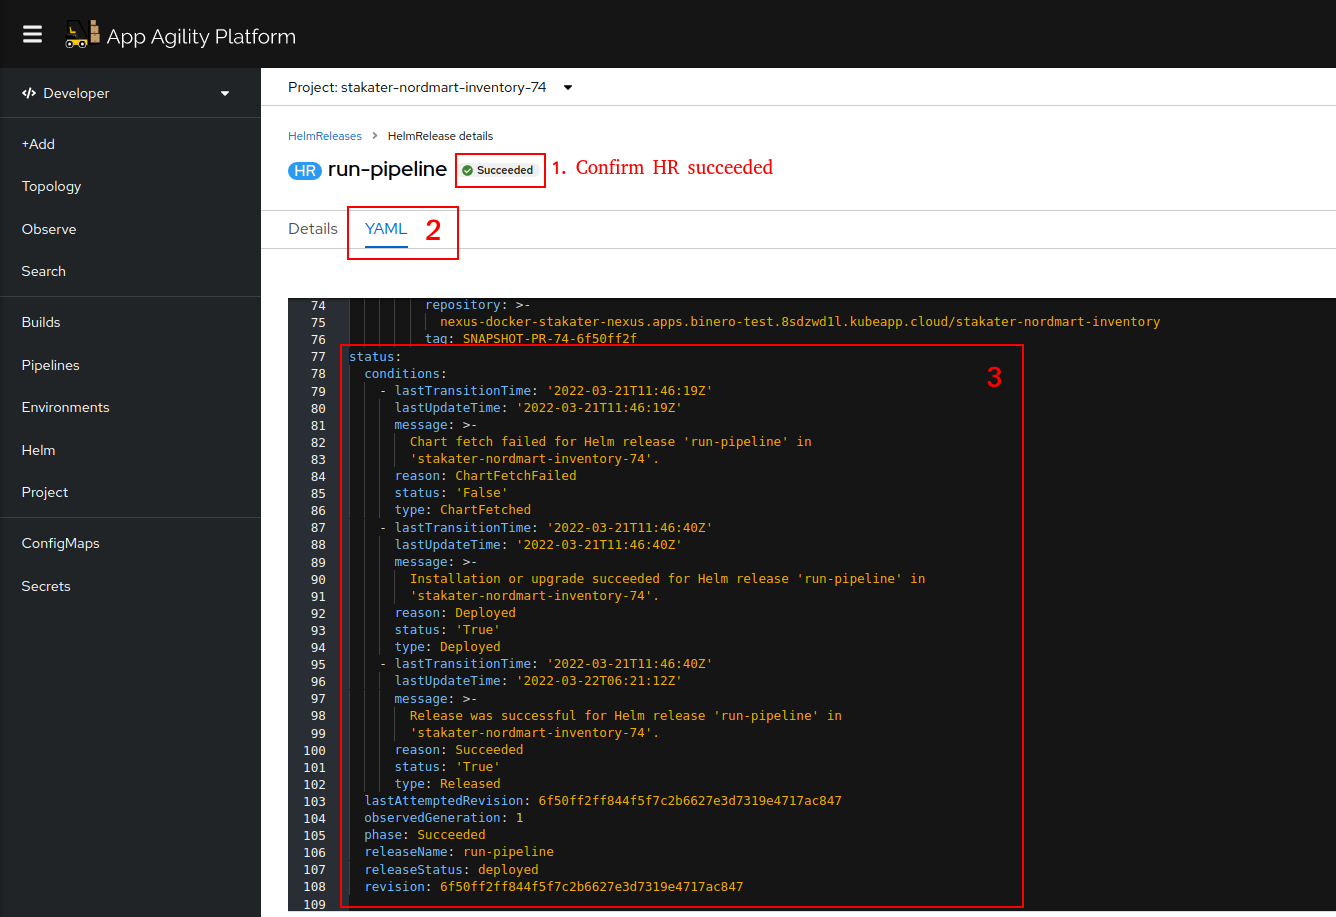 App Agility Platform
Developer
+Add
Topology
Observe
Search
Builds
Pipelines
Environments
Helm
Project
ConfigMaps
Secrets
Project: stakater-nordmart-inventory-74
HelmReleases > HelmRelease details
HR run-pipeline Succeeded 1. Confirm HR succeeded
Details YAML 2
74 repository: >-
75 nexus-docker-stakater-nexus.apps.binero-test.8sdzwd1l.kubeapp.cloud/stakater-nordmart-inventory
76 tag: SNAPSHOT-PR-74-6f50ff2f
77 status:
3
78 conditions:
79 - lastTransitionTime: '2022-03-21T11:46:19Z'
80 lastUpdateTime: '2022-03-21T11:46:19Z'
81 message: >-
82 Chart fetch failed for Helm release 'run-pipeline' in
83 'stakater-nordmart-inventory-74'.
84 reason: ChartFetchFailed
85 status: 'False'
86 type: ChartFetched
87 - lastTransitionTime: '2022-03-21T11:46:40Z'
88 lastUpdateTime: '2022-03-21T11:46:40Z'
89 message: >-
90 Installation or upgrade succeeded for Helm release 'run-pipeline' in
91 'stakater-nordmart-inventory-74'.
92 reason: Deployed
93 status: 'True'
94 type: Deployed
95 - lastTransitionTime: '2022-03-21T11:46:40Z'
96 lastUpdateTime: '2022-03-22T06:21:12Z'
97 message: >-
98 Release was successful for Helm release 'run-pipeline' in
99 'stakater-nordmart-inventory-74'.
100 reason: Succeeded
101 status: 'True'
102 type: Released
103 lastAttemptedRevision: 6f50ff2ff844f5f7c2b6627e3d7319e4717ac847
104 observedGeneration: 1
105 phase: Succeeded
106 releaseName: run-pipeline
107 releaseStatus: deployed
108 revision: 6f50ff2ff844f5f7c2b6627e3d7319e4717ac847
109